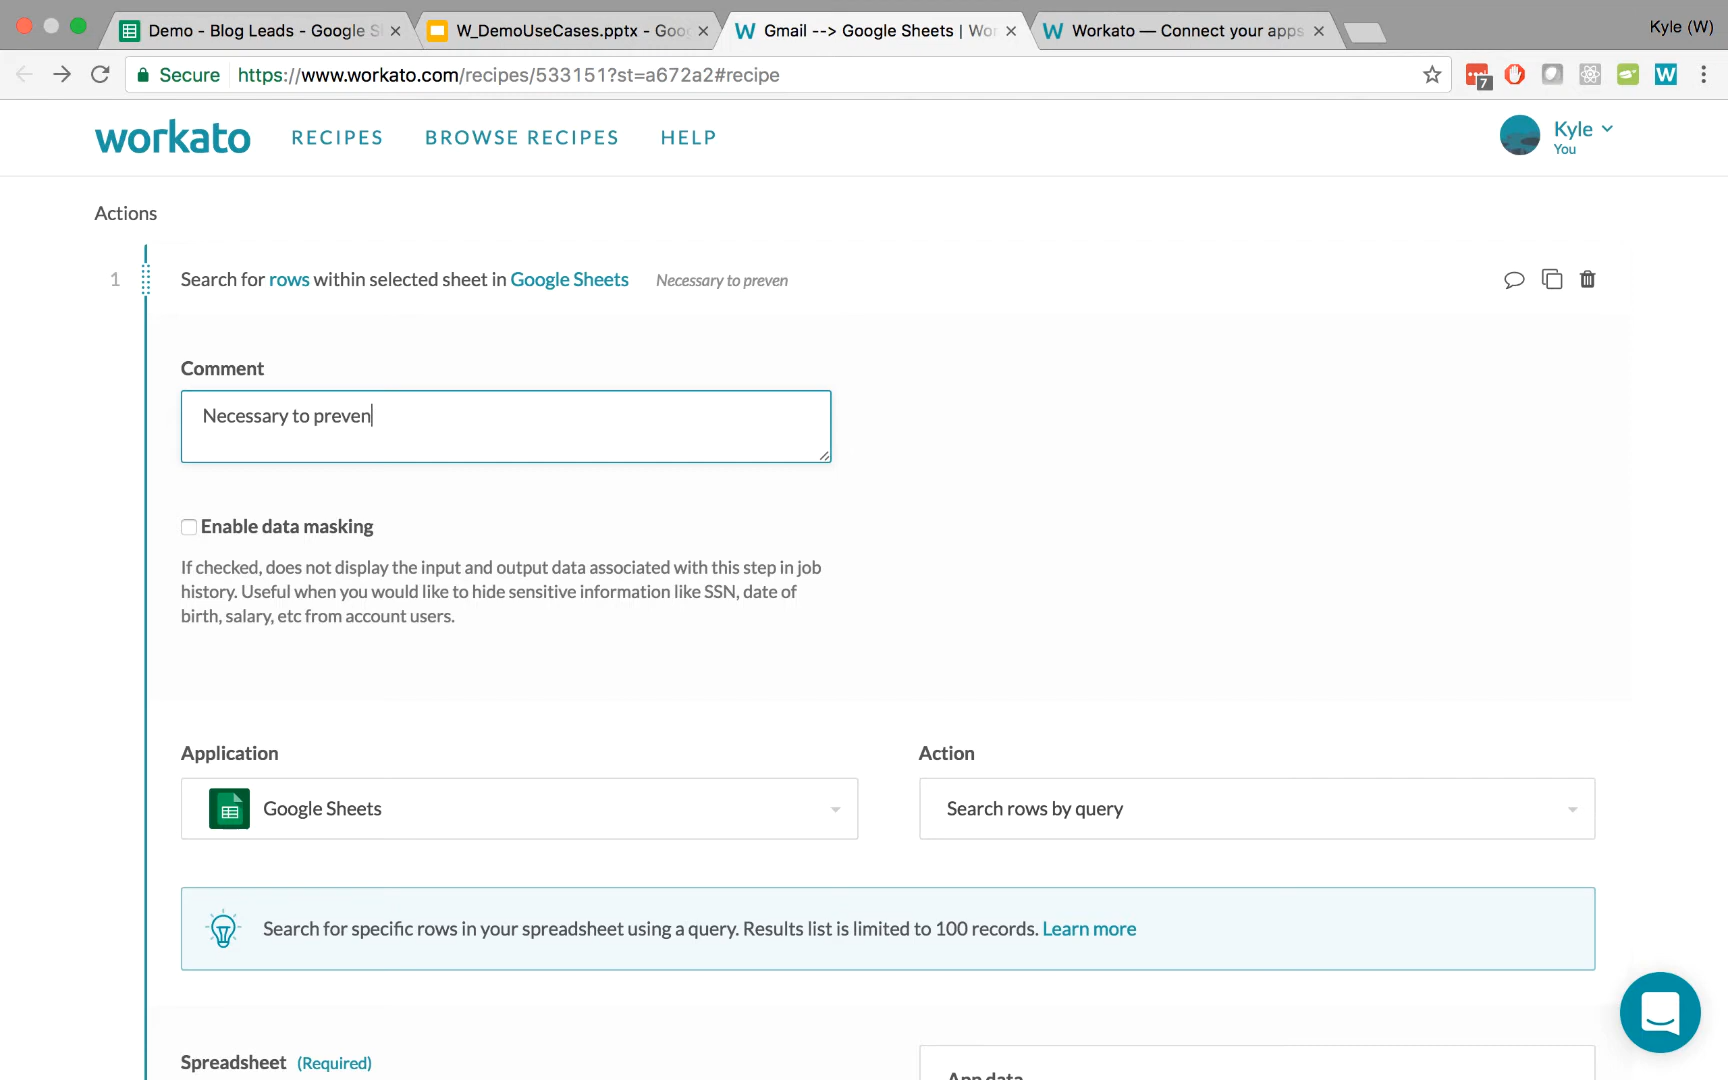 Demo - Blog Leads - Google S
W_DemoUseCases.pptx - Goo
Gmail --> Google Sheets | Wor
Workato — Connect your apps
Kyle (W)
Secure
https://www.workato.com/recipes/533151?st=a672a2#recipe
7
W
workato
RECIPES
BROWSE RECIPES
HELP
Kyle
You
Actions
1
Search for rows within selected sheet in Google Sheets
Necessary to preven
Comment
Necessary to preven
Enable data masking
If checked, does not display the input and output data associated with this step in job
history. Useful when you would like to hide sensitive information like SSN, date of
birth, salary, etc from account users.
Application
Action
Google Sheets
Search rows by query
Search for specific rows in your spreadsheet using a query. Results list is limited to 100 records. Learn more
Spreadsheet (Required)
App data